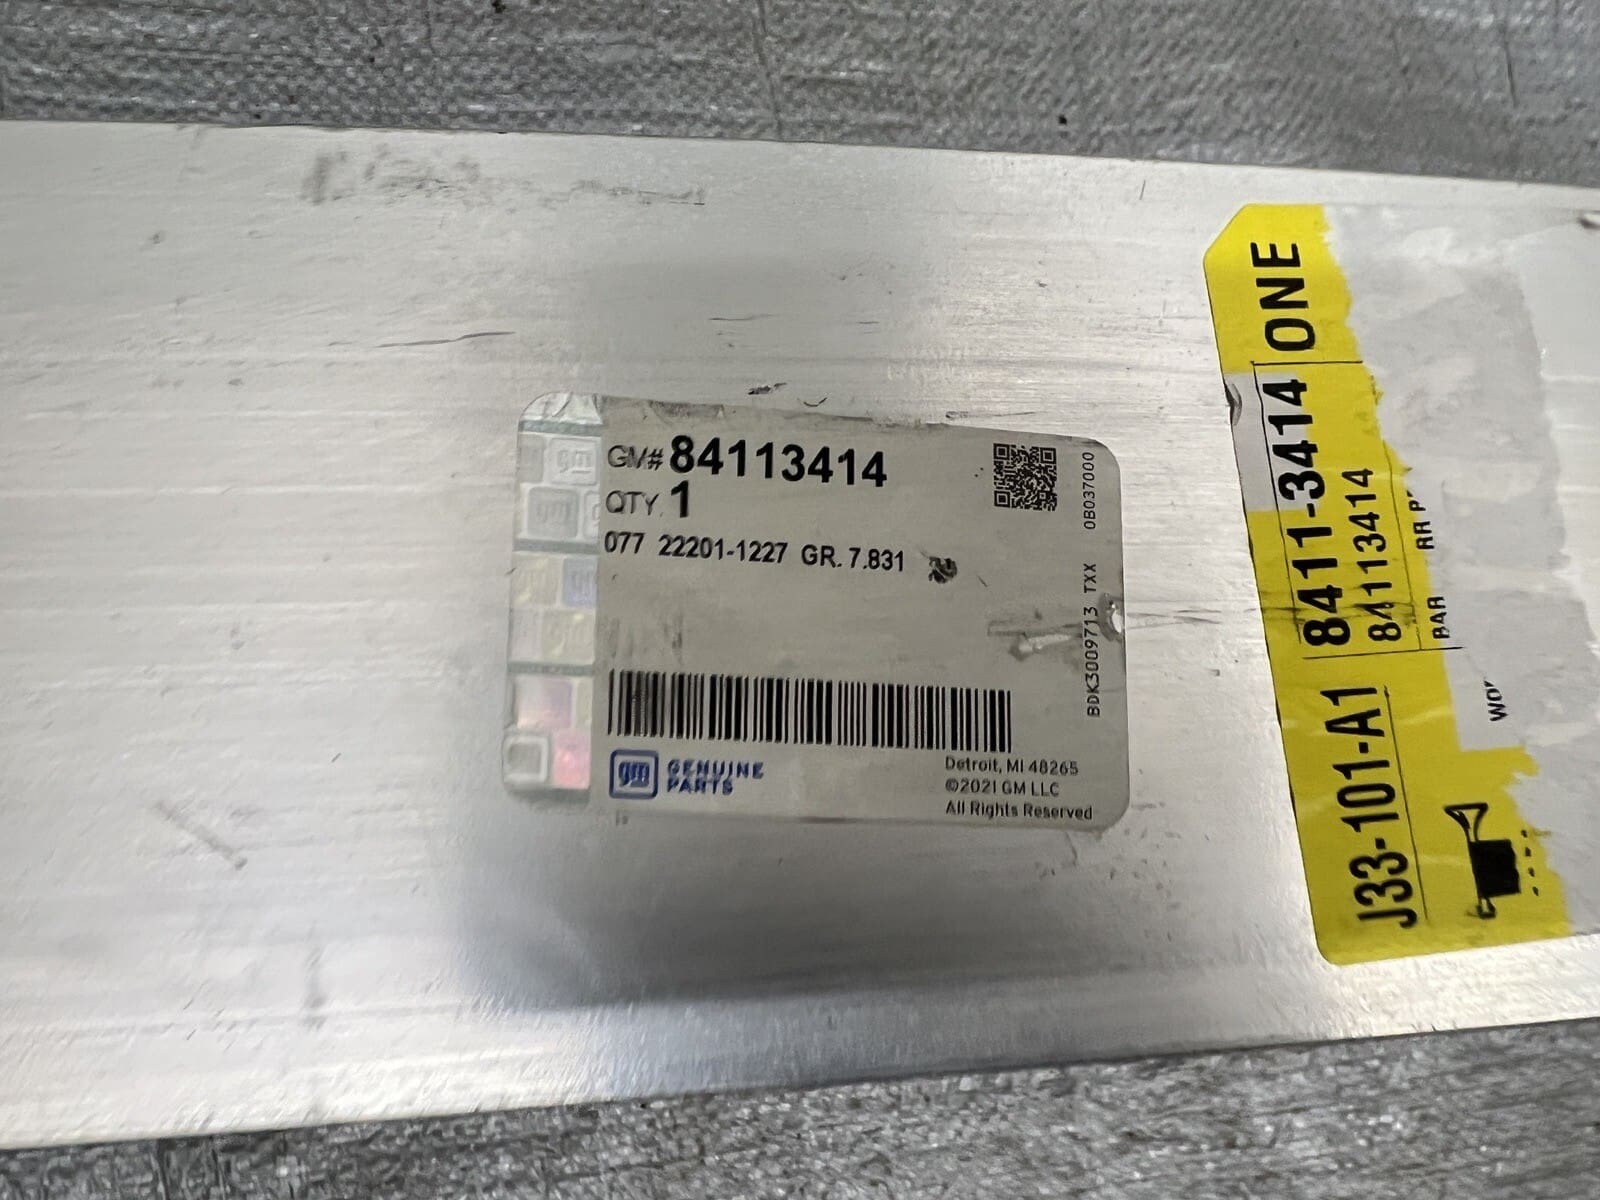 GM# 84113414
QTY. 1
077 22201-1227 GR. 7.831
gm GENUINE
PARTS
Detroit, MI 48265
©2021 GM LLC
All Rights Reserved
BDK3009713 TXX 0B037000
J33-101-A1 8411-3414 ONE
84113414
BAR RR